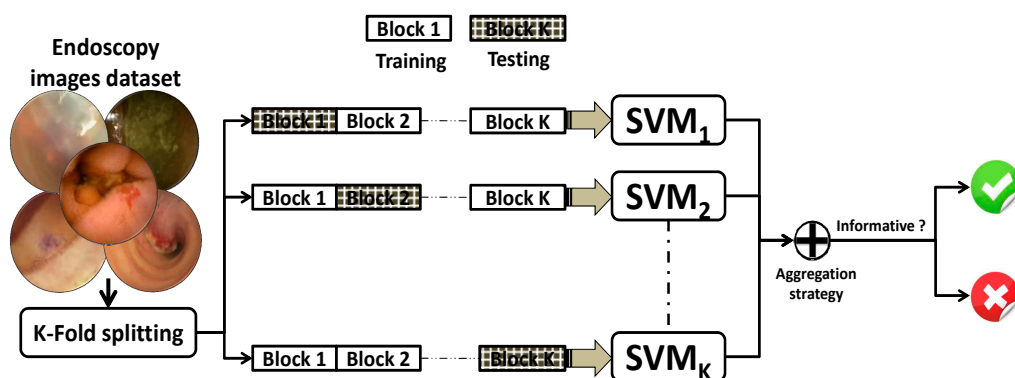 Endoscopy
images dataset
Block 1
Training
Block K
Testing
Block 1 Block 2 Block K SVM1
Block 1 Block 2 Block K SVM2
Informative ?
Aggregation
strategy
K-Fold splitting
Block 1 Block 2 Block K SVMK